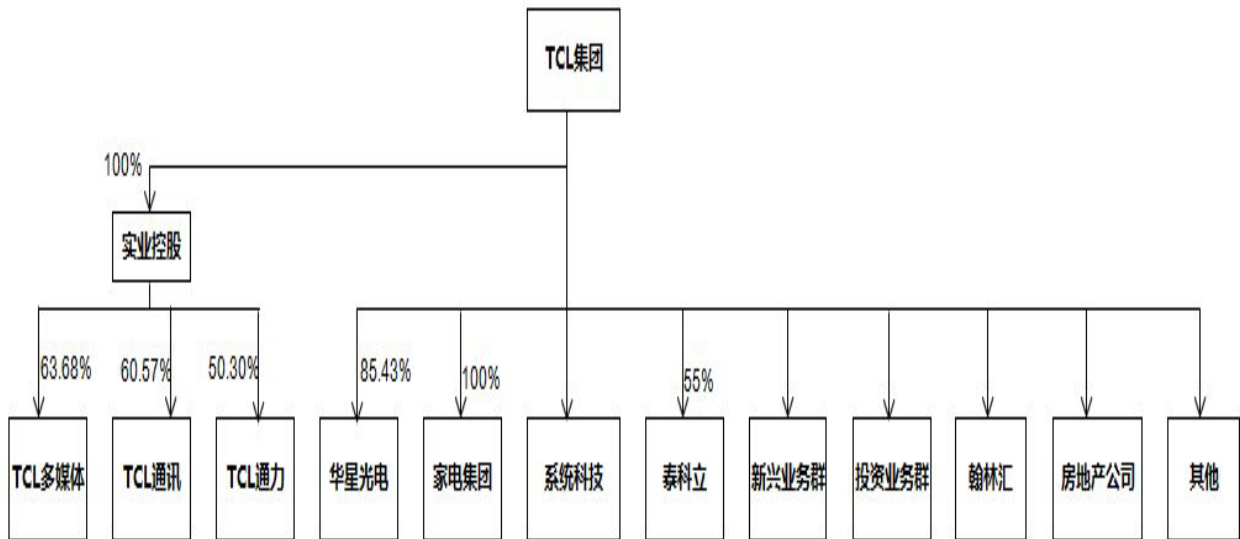 TCL集团
100%
实业控股
63.68%
60.57%
50.30%
85.43%
100%
55%
TCL多媒体
TCL通讯
TCL通力
华星光电
家电集团
系统科技
泰科立
新兴业务群
投资业务群
翰林汇
房地产公司
其他